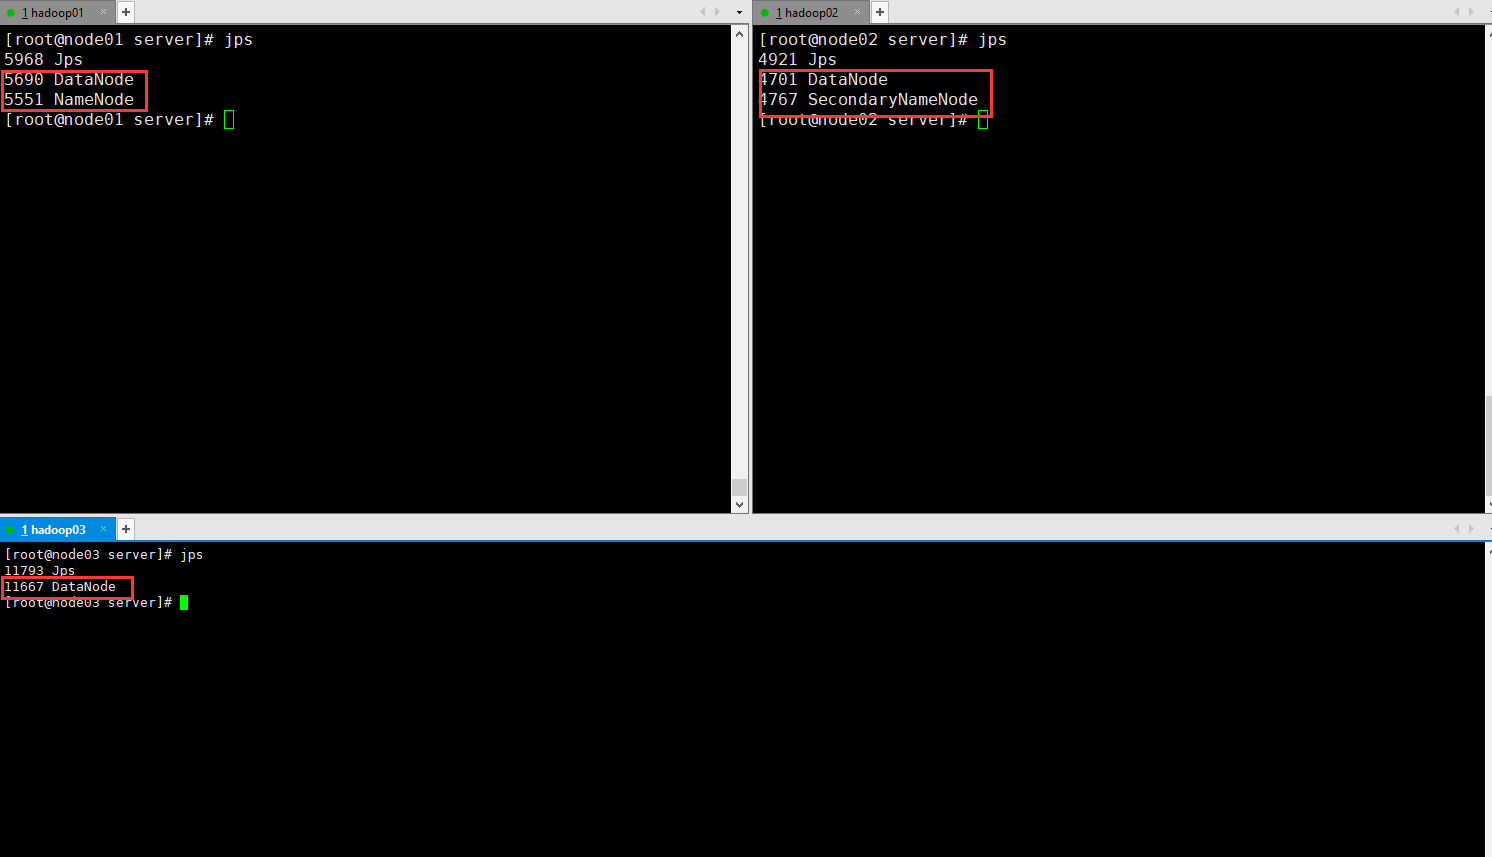 1 hadoop01 × +
[root@node01 server]# jps
5968 Jps
5690 DataNode
5551 NameNode
[root@node01 server]#
1 hadoop02 × +
[root@node02 server]# jps
4921 Jps
4701 DataNode
4767 SecondaryNameNode
[root@node02 server]#
1 hadoop03 × +
[root@node03 server]# jps
11793 Jps
11667 DataNode
[root@node03 server]#